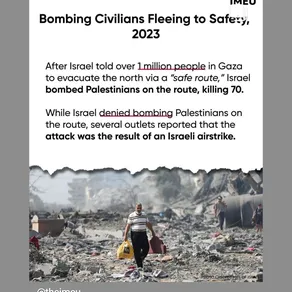 IMEU
Bombing Civilians Fleeing to Safety,
2023
After Israel told over 1 million people in Gaza
to evacuate the north via a “safe route,” Israel
bombed Palestinians on the route, killing 70.
While Israel denied bombing Palestinians on
the route, several outlets reported that the
attack was the result of an Israeli airstrike.
@theimeu